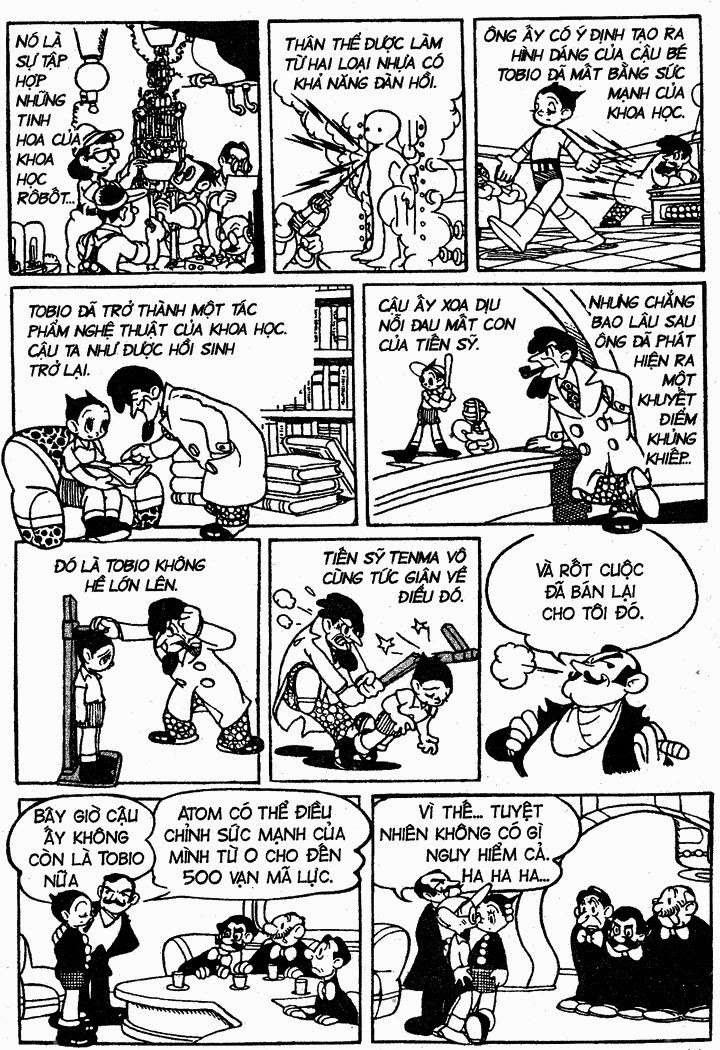 NÓ LÀ
SỰ TẬP
HỢP
NHỮNG
TINH
HOA CỦA
KHOA
HỌC
RÔBỐT...
THÂN THỂ ĐƯỢC LÀM
TỪ HAI LOẠI NHỰA CÓ
KHẢ NĂNG ĐÀN HỒI.
ÔNG ẤY CÓ Ý ĐỊNH TẠO RA
HÌNH DÁNG CỦA CẬU BÉ
TOBIO ĐÃ MẤT BẰNG SỨC
MẠNH CỦA
KHOA HỌC.
TOBIO ĐÃ TRỞ THÀNH MỘT TÁC
PHẨM NGHỆ THUẬT CỦA KHOA HỌC.
CẬU TA NHƯ ĐƯỢC HỒI SINH
TRỞ LẠI.
CẬU ẤY XOA DỊU
NỖI ĐAU MẤT CON
CỦA TIẾN SỸ.
NHƯNG CHẲNG
BAO LÂU SAU
ÔNG ĐÃ PHÁT
HIỆN RA
MỘT
KHUYẾT
ĐIỂM
KHỦNG
KHIẾP...
ĐÓ LÀ TOBIO KHÔNG
HỀ LỚN LÊN.
TIẾN SỸ TENMA VÔ
CÙNG TỨC GIẬN VỀ
ĐIỀU ĐÓ.
VÀ RỐT CUỘC
ĐÃ BÁN LẠI
CHO TÔI ĐÓ.
BÂY GIỜ CẬU
ẤY KHÔNG
CÒN LÀ TOBIO
NỮA
ATOM CÓ THỂ ĐIỀU
CHỈNH SỨC MẠNH CỦA
MÌNH TỪ 0 CHO ĐẾN
500 VẠN MÃ LỰC.
VÌ THẾ... TUYỆT
NHIÊN KHÔNG CÓ GÌ
NGUY HIỂM CẢ.
HA HA HA...